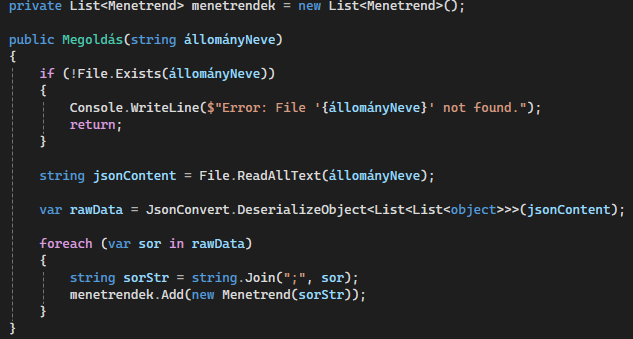 private List<Menetrend> menetrendek = new List<Menetrend>();
public Megoldás(string állományNeve)
{
if (!File.Exists(állományNeve))
{
Console.WriteLine($"Error: File '{állományNeve}' not found.");
return;
}
string jsonContent = File.ReadAllText(állományNeve);
var rawData = JsonConvert.DeserializeObject<List<List<object>>>(jsonContent);
foreach (var sor in rawData)
{
string sorStr = string.Join(";", sor);
menetrendek.Add(new Menetrend(sorStr));
}
}